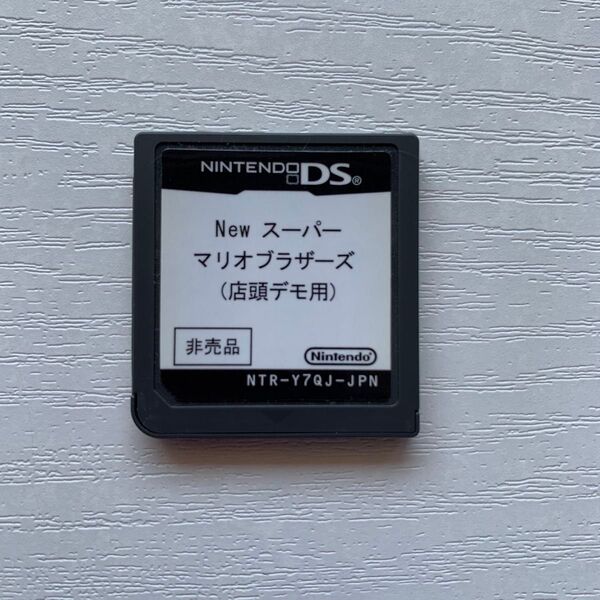 NINTENDO DS®
New スーパー
マリオブラザーズ
(店頭デモ用)
非売品
Nintendo®
NTR-Y7QJ-JPN